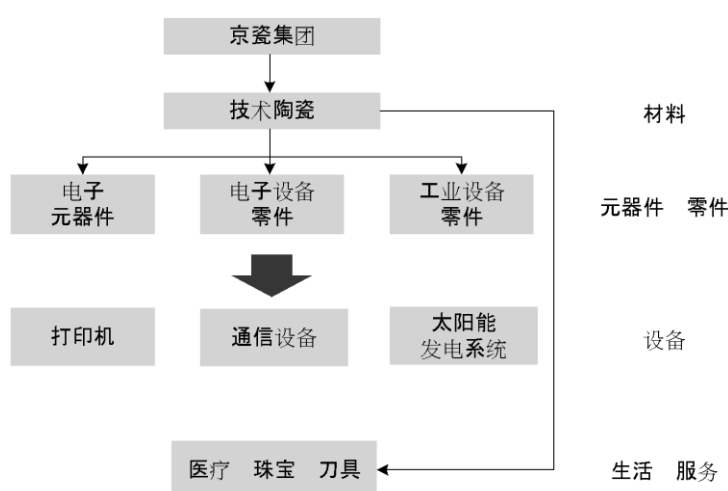 京瓷集团
技术陶瓷
材料
电子
元器件
电子设备
零件
工业设备
零件
元器件 零件
打印机
通信设备
太阳能
发电系统
设备
医疗 珠宝 刀具
生活 服务